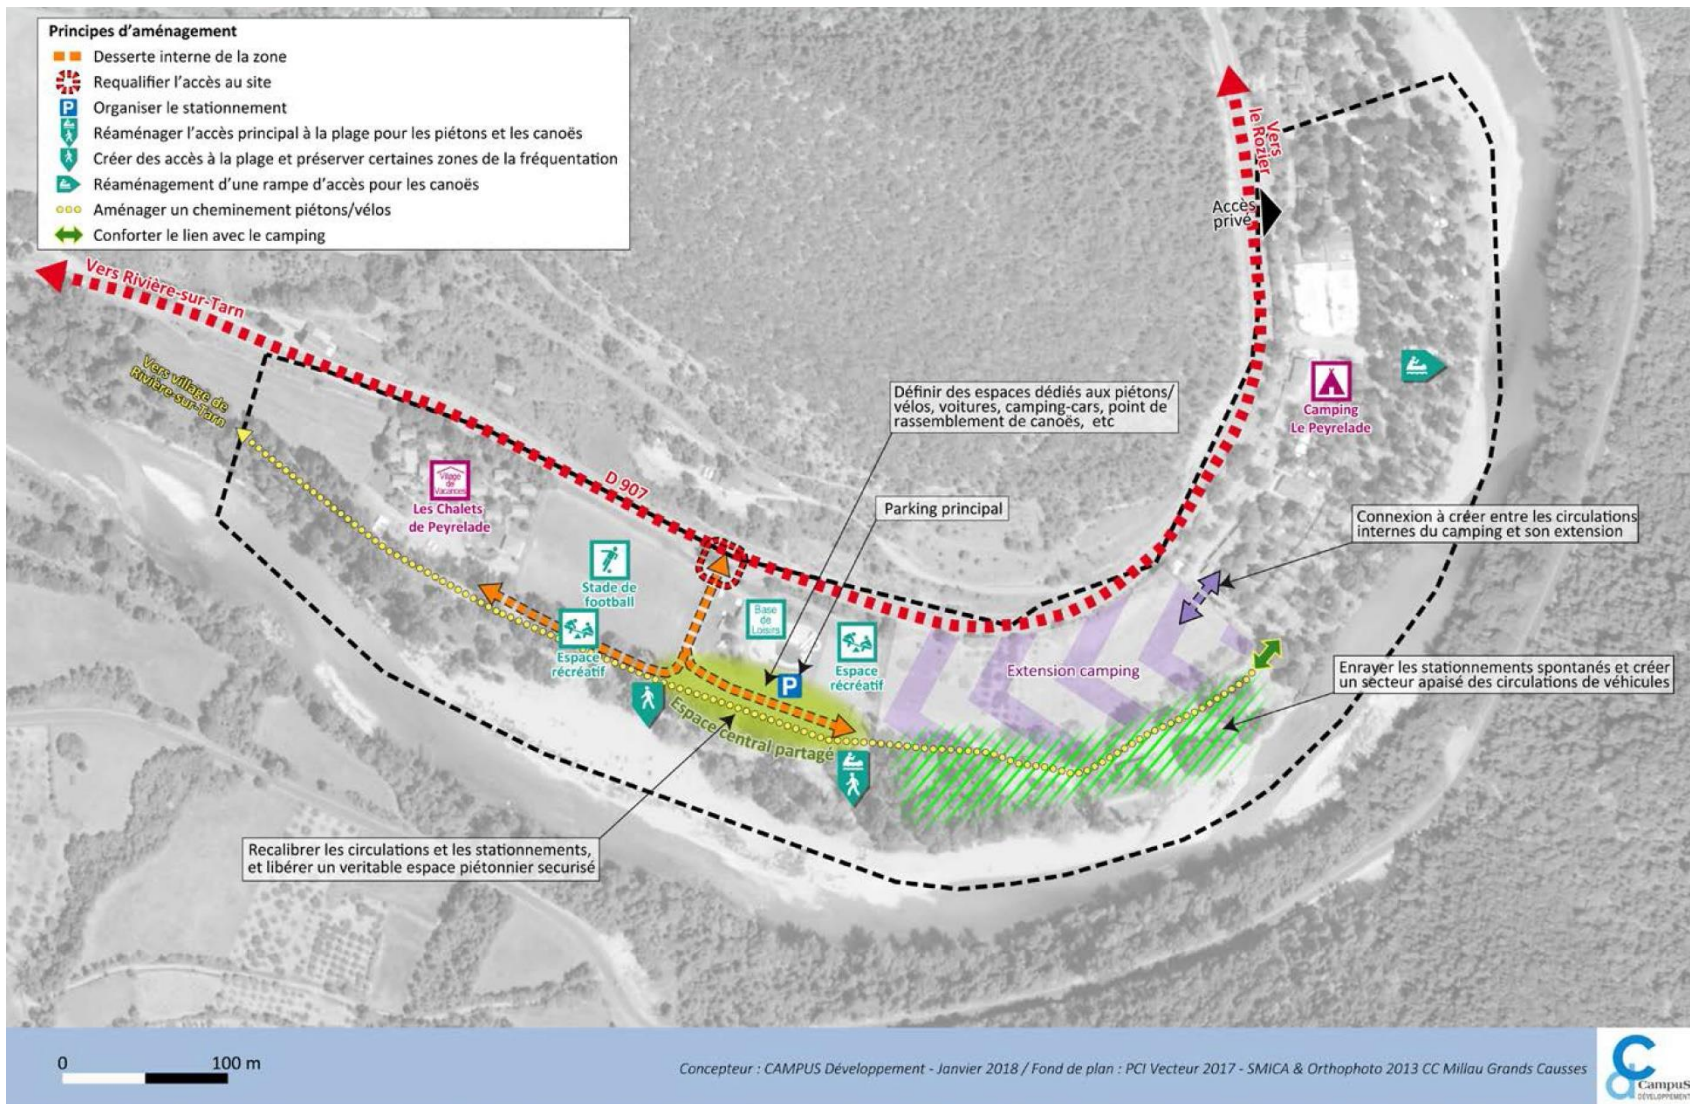 Principes d'aménagement
Desserte interne de la zone
Requalifier l'accès au site
P
Organiser le stationnement
Réaménager l'accès principal à la plage pour les piétons et les canoës
Créer des accès à la plage et préserver certaines zones de la fréquentation
Réaménagement d'une rampe d'accès pour les canoës
Aménager un cheminement piétons/vélos
Conforter le lien avec le camping
Vers
le Rozier
Accès
privé
Vers Rivière-sur-Tarn
Vers village de
Rivière-sur-Tarn
Définir des espaces dédiés aux piétons/
vélos, voitures, camping-cars, point de
rassemblement de canoës, etc
Camping
Le Peyrelade
D 907
Village
de
Vacances
Les Chalets
de Peyrelade
Parking principal
Connexion à créer entre les circulations
internes du camping et son extension
Stade de
football
Base
de
Loisirs
Espace
récréatif
Espace
récréatif
P
Extension camping
Enrayer les stationnements spontanés et créer
un secteur apaisé des circulations de véhicules
Espace central partagé
Recalibrer les circulations et les stationnements,
et libérer un veritable espace piétonnier securisé
0 100 m
Concepteur : CAMPUS Développement - Janvier 2018 / Fond de plan : PCI Vecteur 2017 - SMICA & Orthophoto 2013 CC Millau Grands Causses
CampuS
DÉVELOPPEMENT